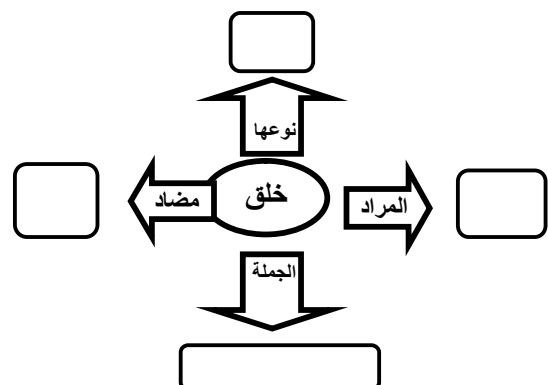 نوعها
المراد
خلق
مضاد
الجملة